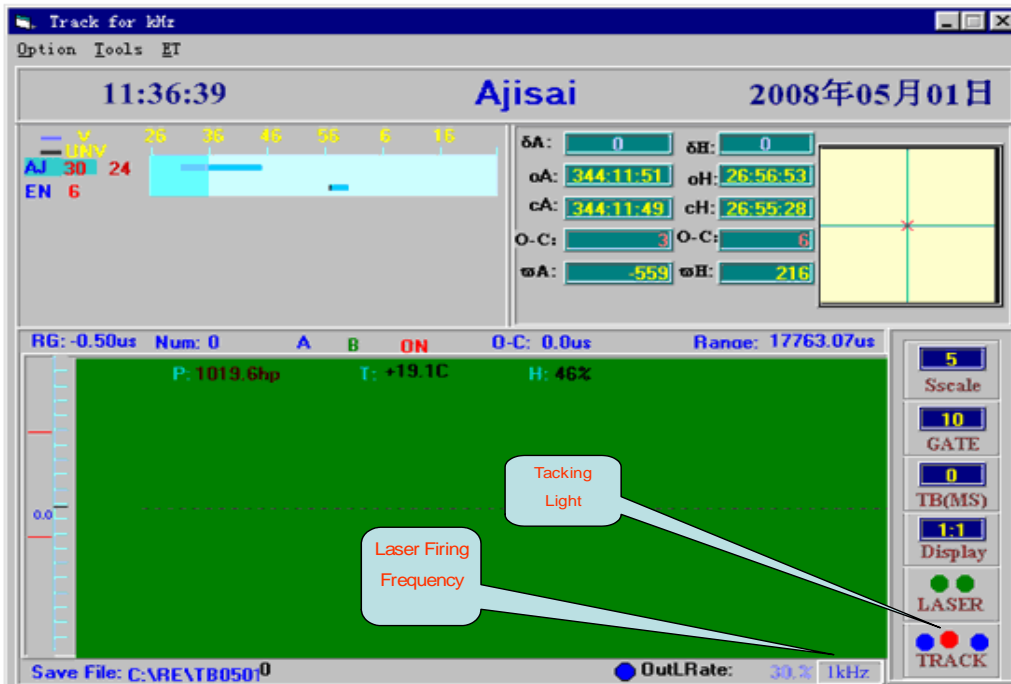 Track for kHz
Option Tools ET
11:36:39 Ajisai 2008年05月01日
V 26 36 46 56 6 16
UNV
AJ 30 24
EN 6
δA: 0 δH: 0
oA: 344:11:51 oH: 26:56:53
cA: 344:11:49 cH: 26:55:28
O-C: 3 O-C: 6
ϖA: -559 ϖH: 216
RG: -0.50us Num: 0 A B ON O-C: 0.0us Range: 17763.07us
P: 1019.6hp T: +19.1C H: 46%
0.0
5
Sscale
10
GATE
0
TB(MS)
1:1
Display
LASER
TRACK
Tacking
Light
Laser Firing
Frequency
Save File: C:\RE\TB0501 0 OutLRate: 30.% 1kHz